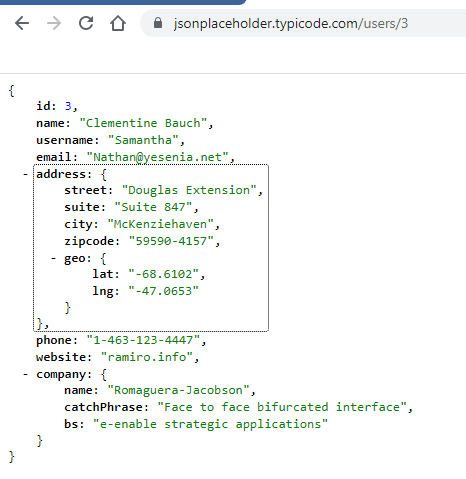 jsonplaceholder.typicode.com/users/3
{
id: 3,
name: "Clementine Bauch",
username: "Samantha",
email: "Nathan@yesenia.net",
- address: {
street: "Douglas Extension",
suite: "Suite 847",
city: "McKenziehaven",
zipcode: "59590-4157",
- geo: {
lat: "-68.6102",
lng: "-47.0653"
}
},
phone: "1-463-123-4447",
website: "ramiro.info",
- company: {
name: "Romaguera-Jacobson",
catchPhrase: "Face to face bifurcated interface",
bs: "e-enable strategic applications"
}
}